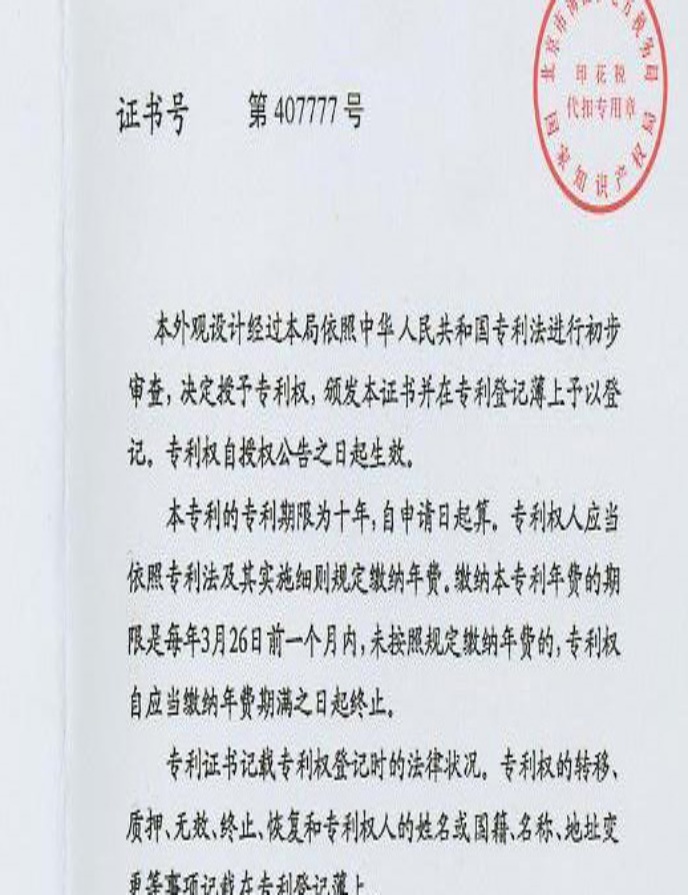 证书号 第407777号
北京市 税务局
印花税
代扣专用章
国家知识产权局
本外观设计经过本局依照中华人民共和国专利法进行初步
审查，决定授予专利权，颁发本证书并在专利登记薄上予以登
记。专利权自授权公告之日起生效。
本专利的专利期限为十年，自申请日起算。专利权人应当
依照专利法及其实施细则规定缴纳年费。缴纳本专利年费的期
限是每年3月26日前一个月内，未按照规定缴纳年费的，专利权
自应当缴纳年费期满之日起终止。
专利证书记载专利权登记时的法律状况。专利权的转移、
质押、无效、终止、恢复和专利权人的姓名或国籍、名称、地址变
更等事项记载在专利登记薄上。